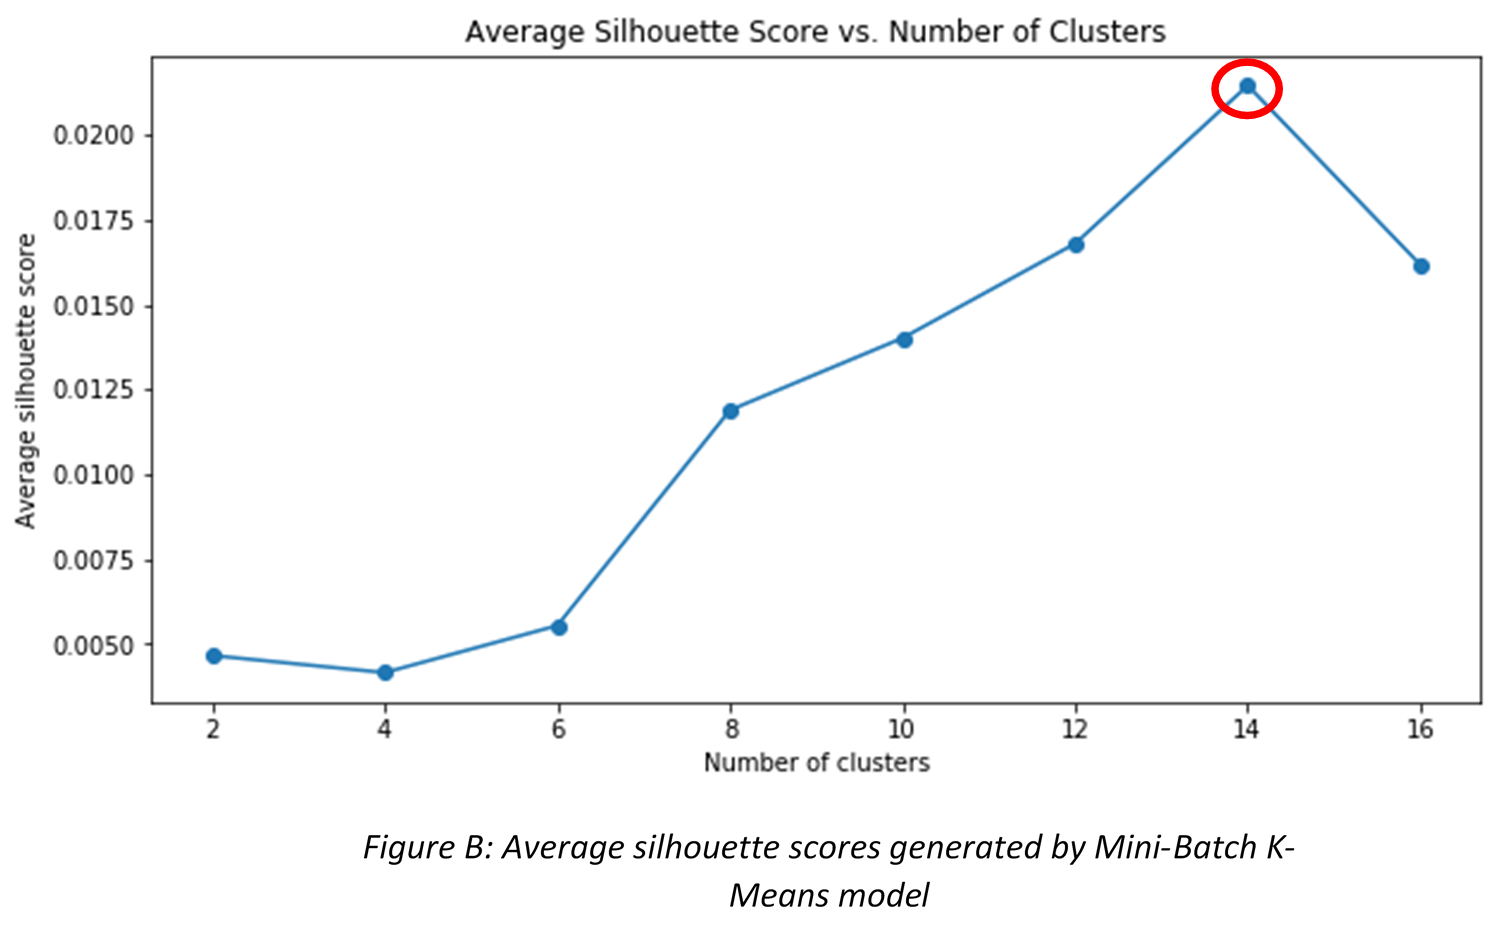 Average Silhouette Score vs. Number of Clusters
Average silhouette score
0.0200
0.0175
0.0150
0.0125
0.0100
0.0075
0.0050
2 4 6 8 10 12 14 16
Number of clusters
Figure B: Average silhouette scores generated by Mini-Batch K-
Means model